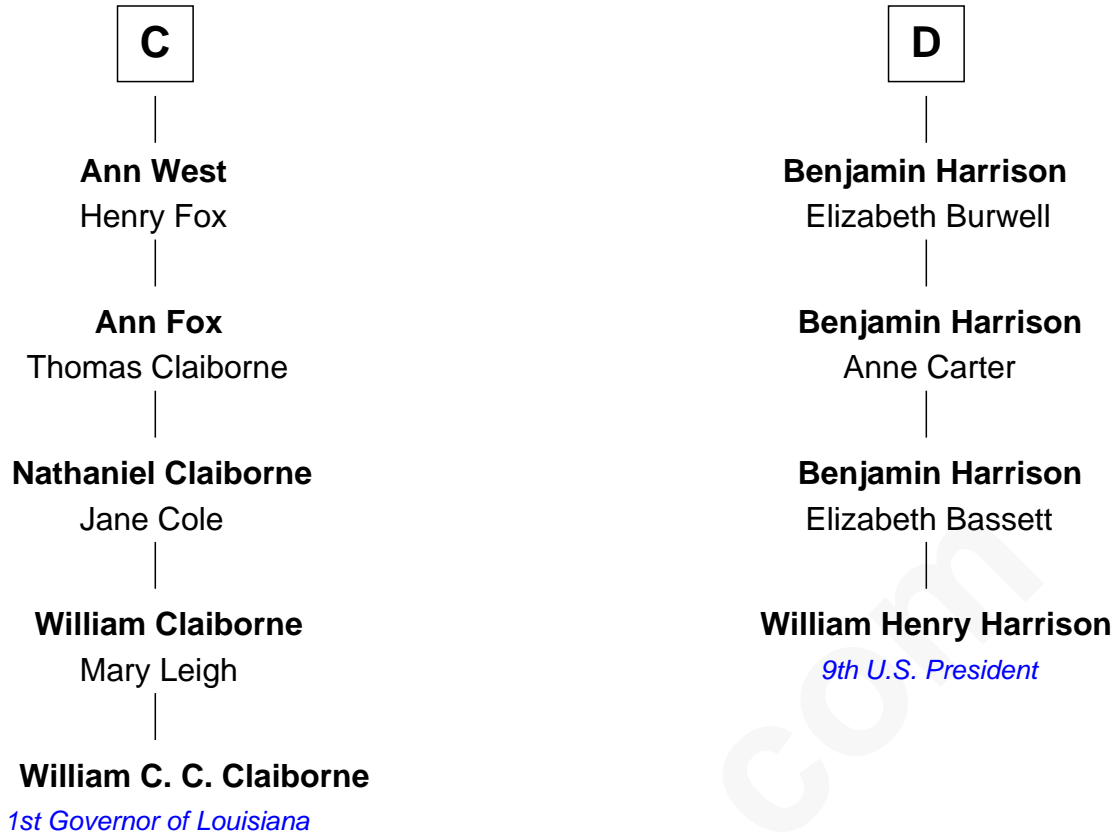 C
Ann West
Henry Fox
Ann Fox
Thomas Claiborne
Nathaniel Claiborne
Jane Cole
William Claiborne
Mary Leigh
William C. C. Claiborne
1st Governor of Louisiana
D
Benjamin Harrison
Elizabeth Burwell
Benjamin Harrison
Anne Carter
Benjamin Harrison
Elizabeth Bassett
William Henry Harrison
9th U.S. President
com